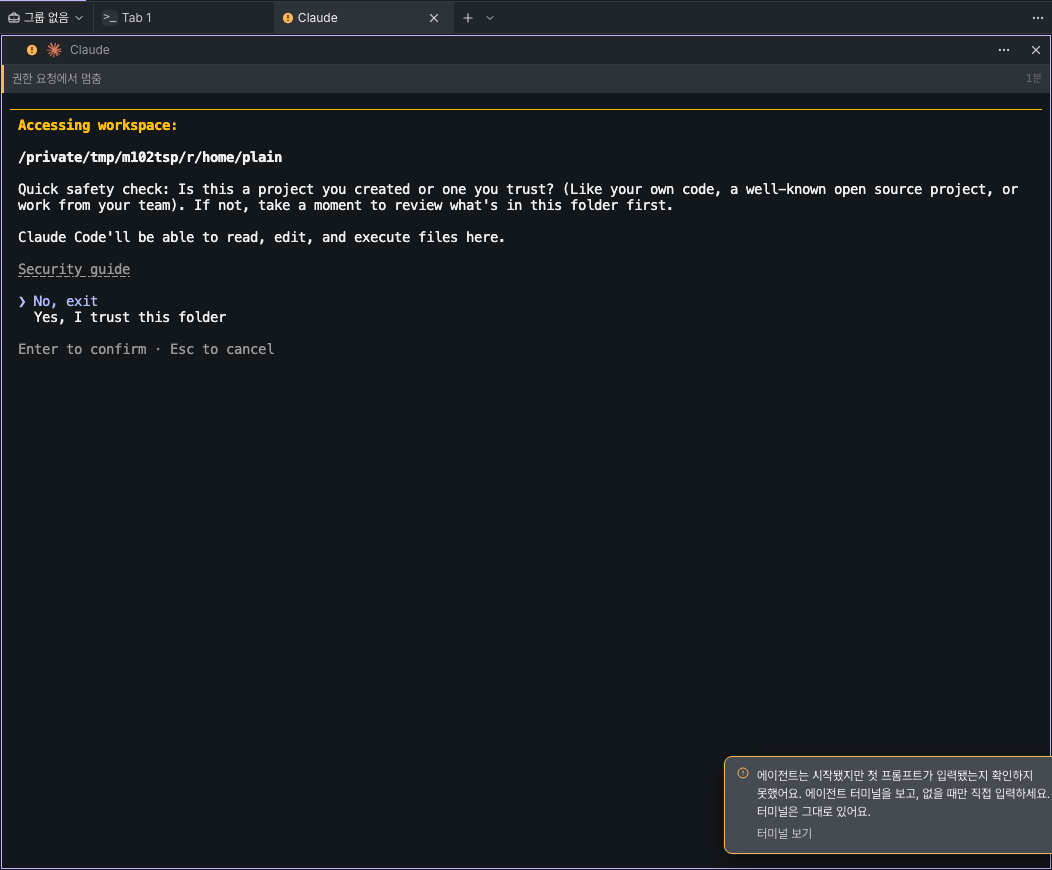 그룹 없음
>_ Tab 1
Claude
Claude
권한 요청에서 멈춤
1분
Accessing workspace:
/private/tmp/m102tsp/r/home/plain
Quick safety check: Is this a project you created or one you trust? (Like your own code, a well-known open source project, or
work from your team). If not, take a moment to review what's in this folder first.
Claude Code'll be able to read, edit, and execute files here.
Security guide
❯ No, exit
Yes, I trust this folder
Enter to confirm · Esc to cancel
에이전트는 시작됐지만 첫 프롬프트가 입력됐는지 확인하지
못했어요. 에이전트 터미널을 보고, 없을 때만 직접 입력하세요.
터미널은 그대로 있어요.
터미널 보기